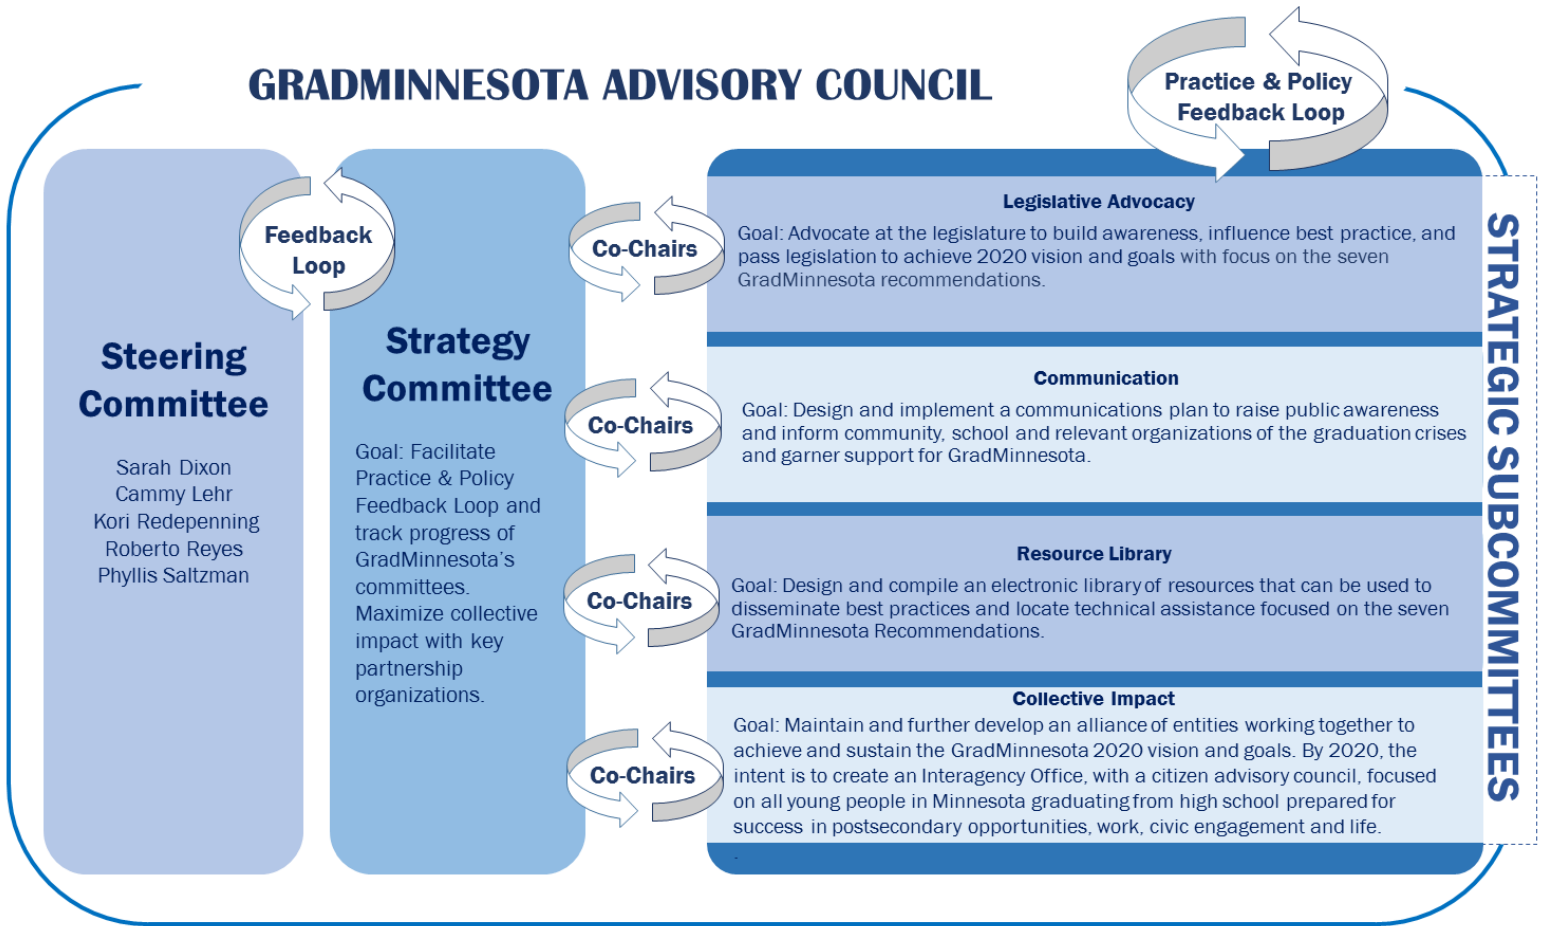 GRADMINNESOTA ADVISORY COUNCIL
Practice & Policy
Feedback Loop
Feedback
Loop
Steering
Committee
Sarah Dixon
Cammy Lehr
Kori Redepenning
Roberto Reyes
Phyllis Saltzman
Strategy
Committee
Goal: Facilitate
Practice & Policy
Feedback Loop and
track progress of
GradMinnesota's
committees.
Maximize collective
impact with key
partnership
organizations.
Co-Chairs
Legislative Advocacy
Goal: Advocate at the legislature to build awareness, influence best practice, and
pass legislation to achieve 2020 vision and goals with focus on the seven
GradMinnesota recommendations.
Co-Chairs
Communication
Goal: Design and implement a communications plan to raise public awareness
and inform community, school and relevant organizations of the graduation crises
and garner support for GradMinnesota.
Co-Chairs
Resource Library
Goal: Design and compile an electronic library of resources that can be used to
disseminate best practices and locate technical assistance focused on the seven
GradMinnesota Recommendations.
Co-Chairs
Collective Impact
Goal: Maintain and further develop an alliance of entities working together to
achieve and sustain the GradMinnesota 2020 vision and goals. By 2020, the
intent is to create an Interagency Office, with a citizen advisory council, focused
on all young people in Minnesota graduating from high school prepared for
success in postsecondary opportunities, work, civic engagement and life.
.
STRATEGIC SUBCOMMITTEES